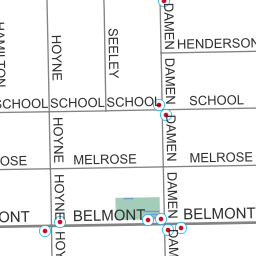 HAMILTON
HOYNE
SEELEY
DAMEN
HENDERSON
DAMEN
SCHOOL SCHOOL SCHOOL SCHOOL
HOYNE
DAMEN
OSE MELROSE MELROSE
HOYNE
DAMEN
ONT BELMONT BELMONT
HOY
DAM